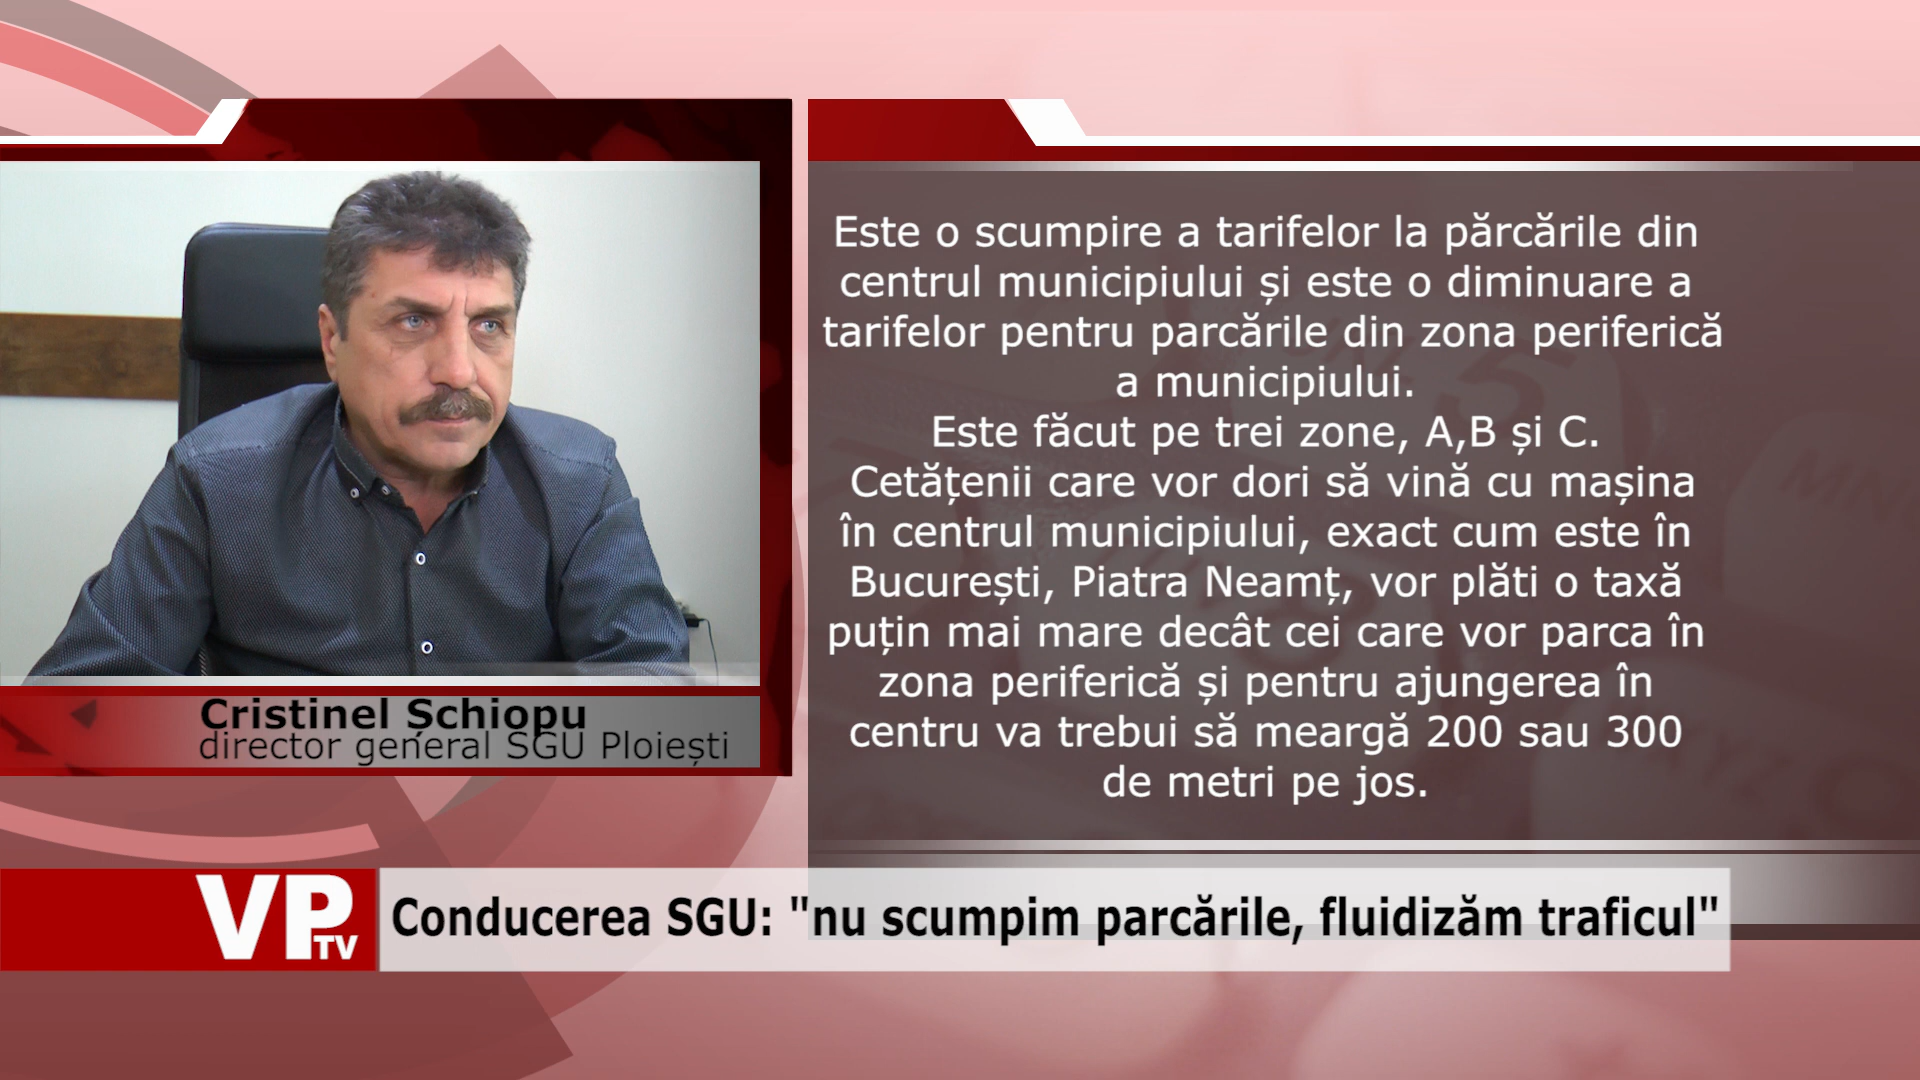 Este o scumpire a tarifelor la părcările din
centrul municipiului și este o diminuare a
tarifelor pentru parcările din zona periferică
a municipiului.
Este făcut pe trei zone, A,B și C.
Cetățenii care vor dori să vină cu mașina
în centrul municipiului, exact cum este în
București, Piatra Neamț, vor plăti o taxă
puțin mai mare decât cei care vor parca în
zona periferică și pentru ajungerea în
centru va trebui să meargă 200 sau 300
de metri pe jos.
Cristinel Șchiopu
director general SGU Ploiești
VP TV
Conducerea SGU: "nu scumpim parcările, fluidizăm traficul"